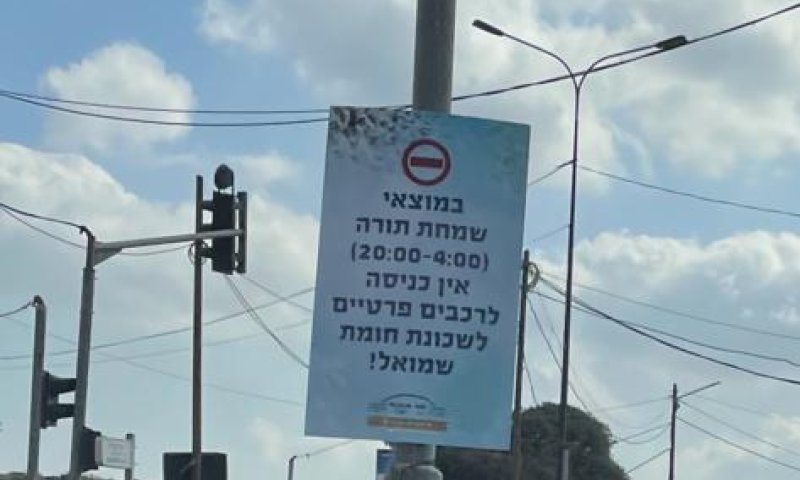 במוצאי
שמחת תורה
(20:00-4:00)
אין כניסה
לרכבים פרטיים
לשכונת חומת
שמואל!